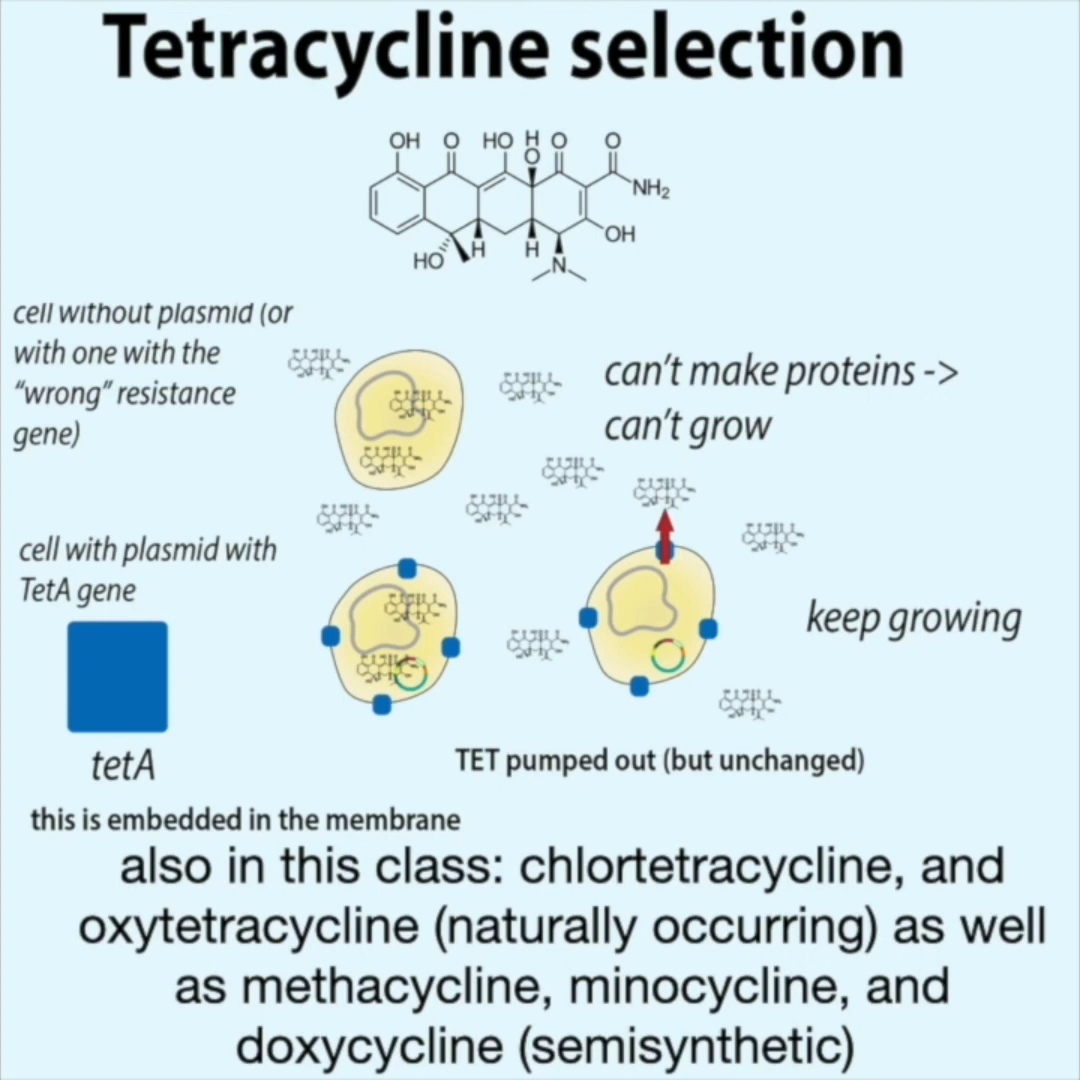 Tetracycline selection
OH O HO H O O
O
NH2
OH
HO H H N
cell without plasmid (or
with one with the
“wrong” resistance
gene)
can't make proteins ->
can't grow
cell with plasmid with
TetA gene
keep growing
tetA
TET pumped out (but unchanged)
this is embedded in the membrane
also in this class: chlortetracycline, and
oxytetracycline (naturally occurring) as well
as methacycline, minocycline, and
doxycycline (semisynthetic)